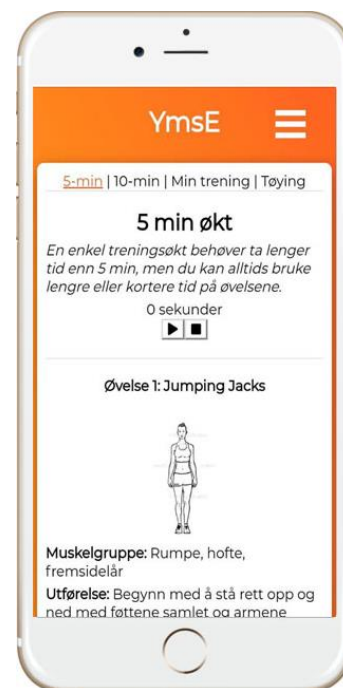 YmsE
5-min | 10-min | Min trening | Tøying
5 min økt
En enkel treningsøkt behøver ta lenger
tid enn 5 min, men du kan alltids bruke
lengre eller kortere tid på øvelsene.
0 sekunder
Øvelse 1: Jumping Jacks
Muskelgruppe: Rumpe, hofte,
fremsidelår
Utførelse: Begynn med å stå rett opp og
ned med føttene samlet og armene